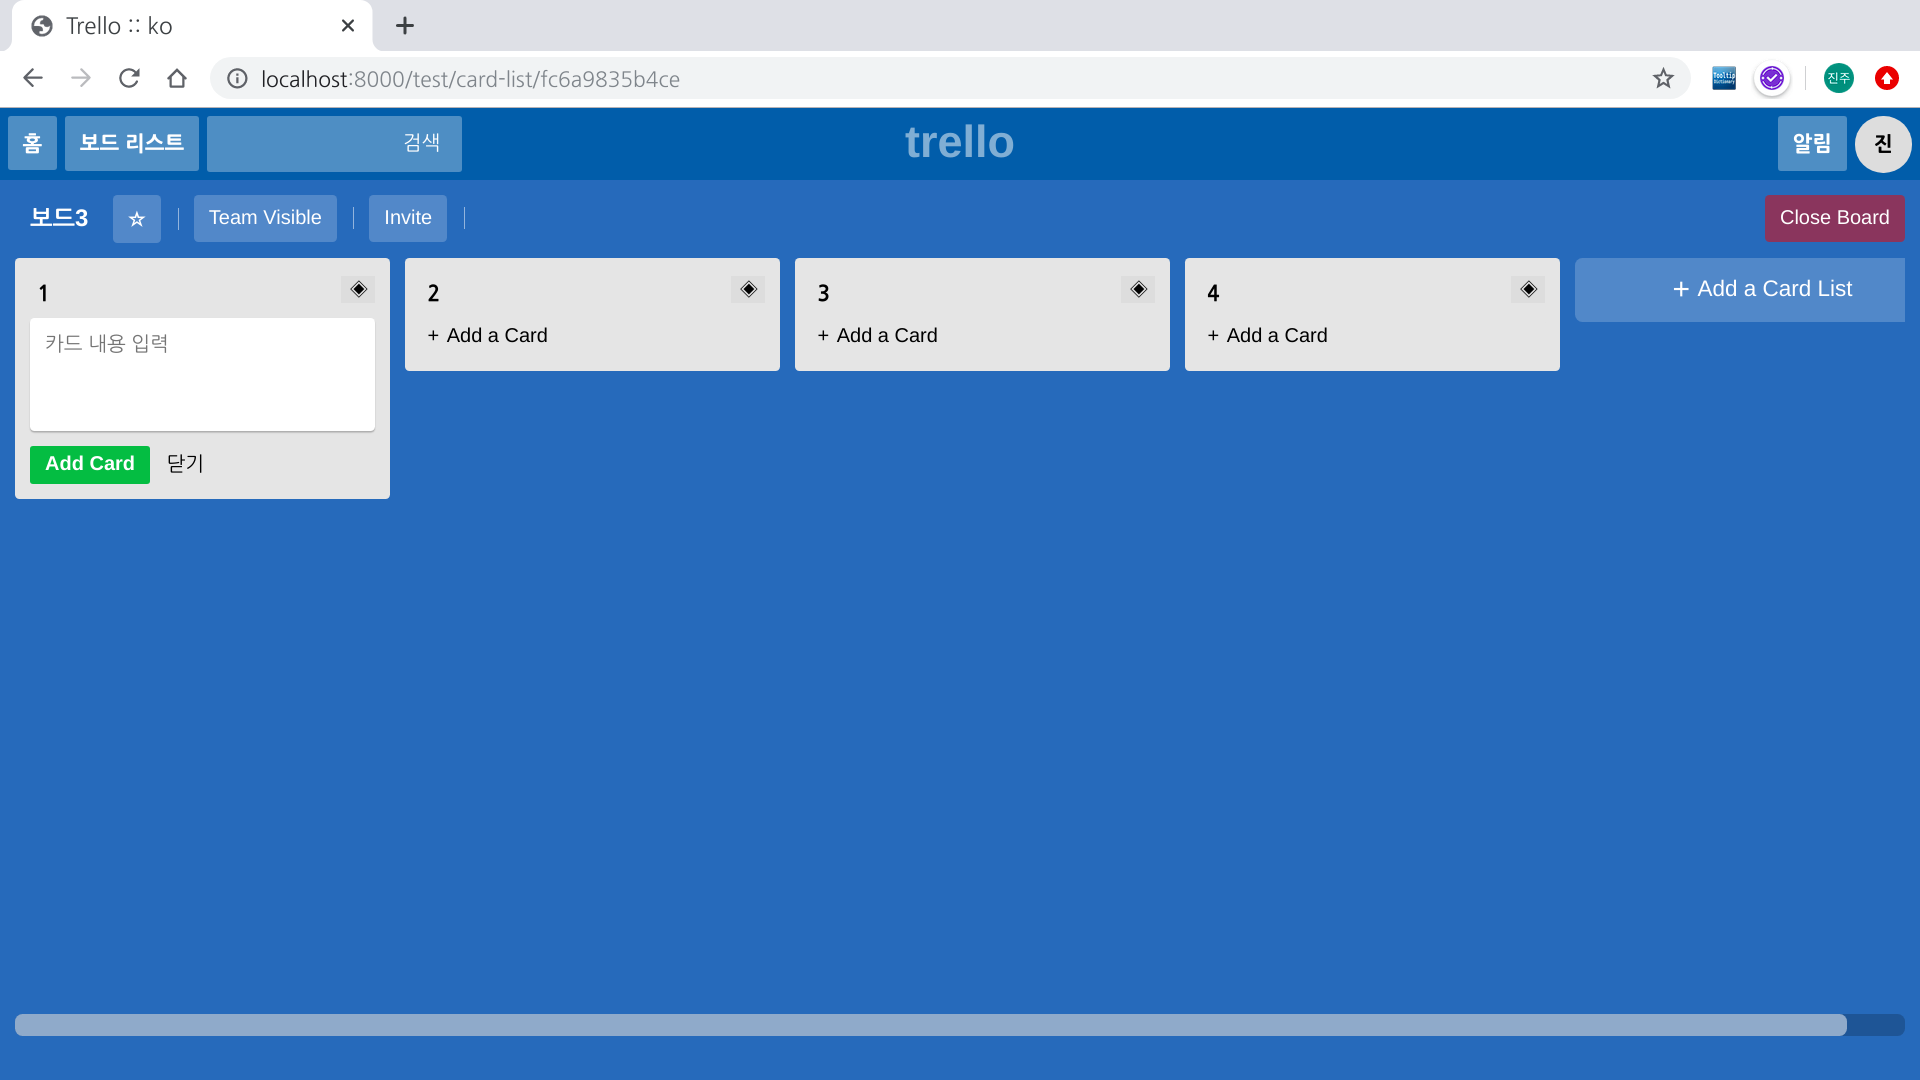 Trello :: ko
localhost:8000/test/card-list/fc6a9835b4ce
진주
홈
보드 리스트
검색
trello
알림
진
보드3
☆
Team Visible
Invite
Close Board
1
카드 내용 입력
Add Card
닫기
2
+ Add a Card
3
+ Add a Card
4
+ Add a Card
+ Add a Card List